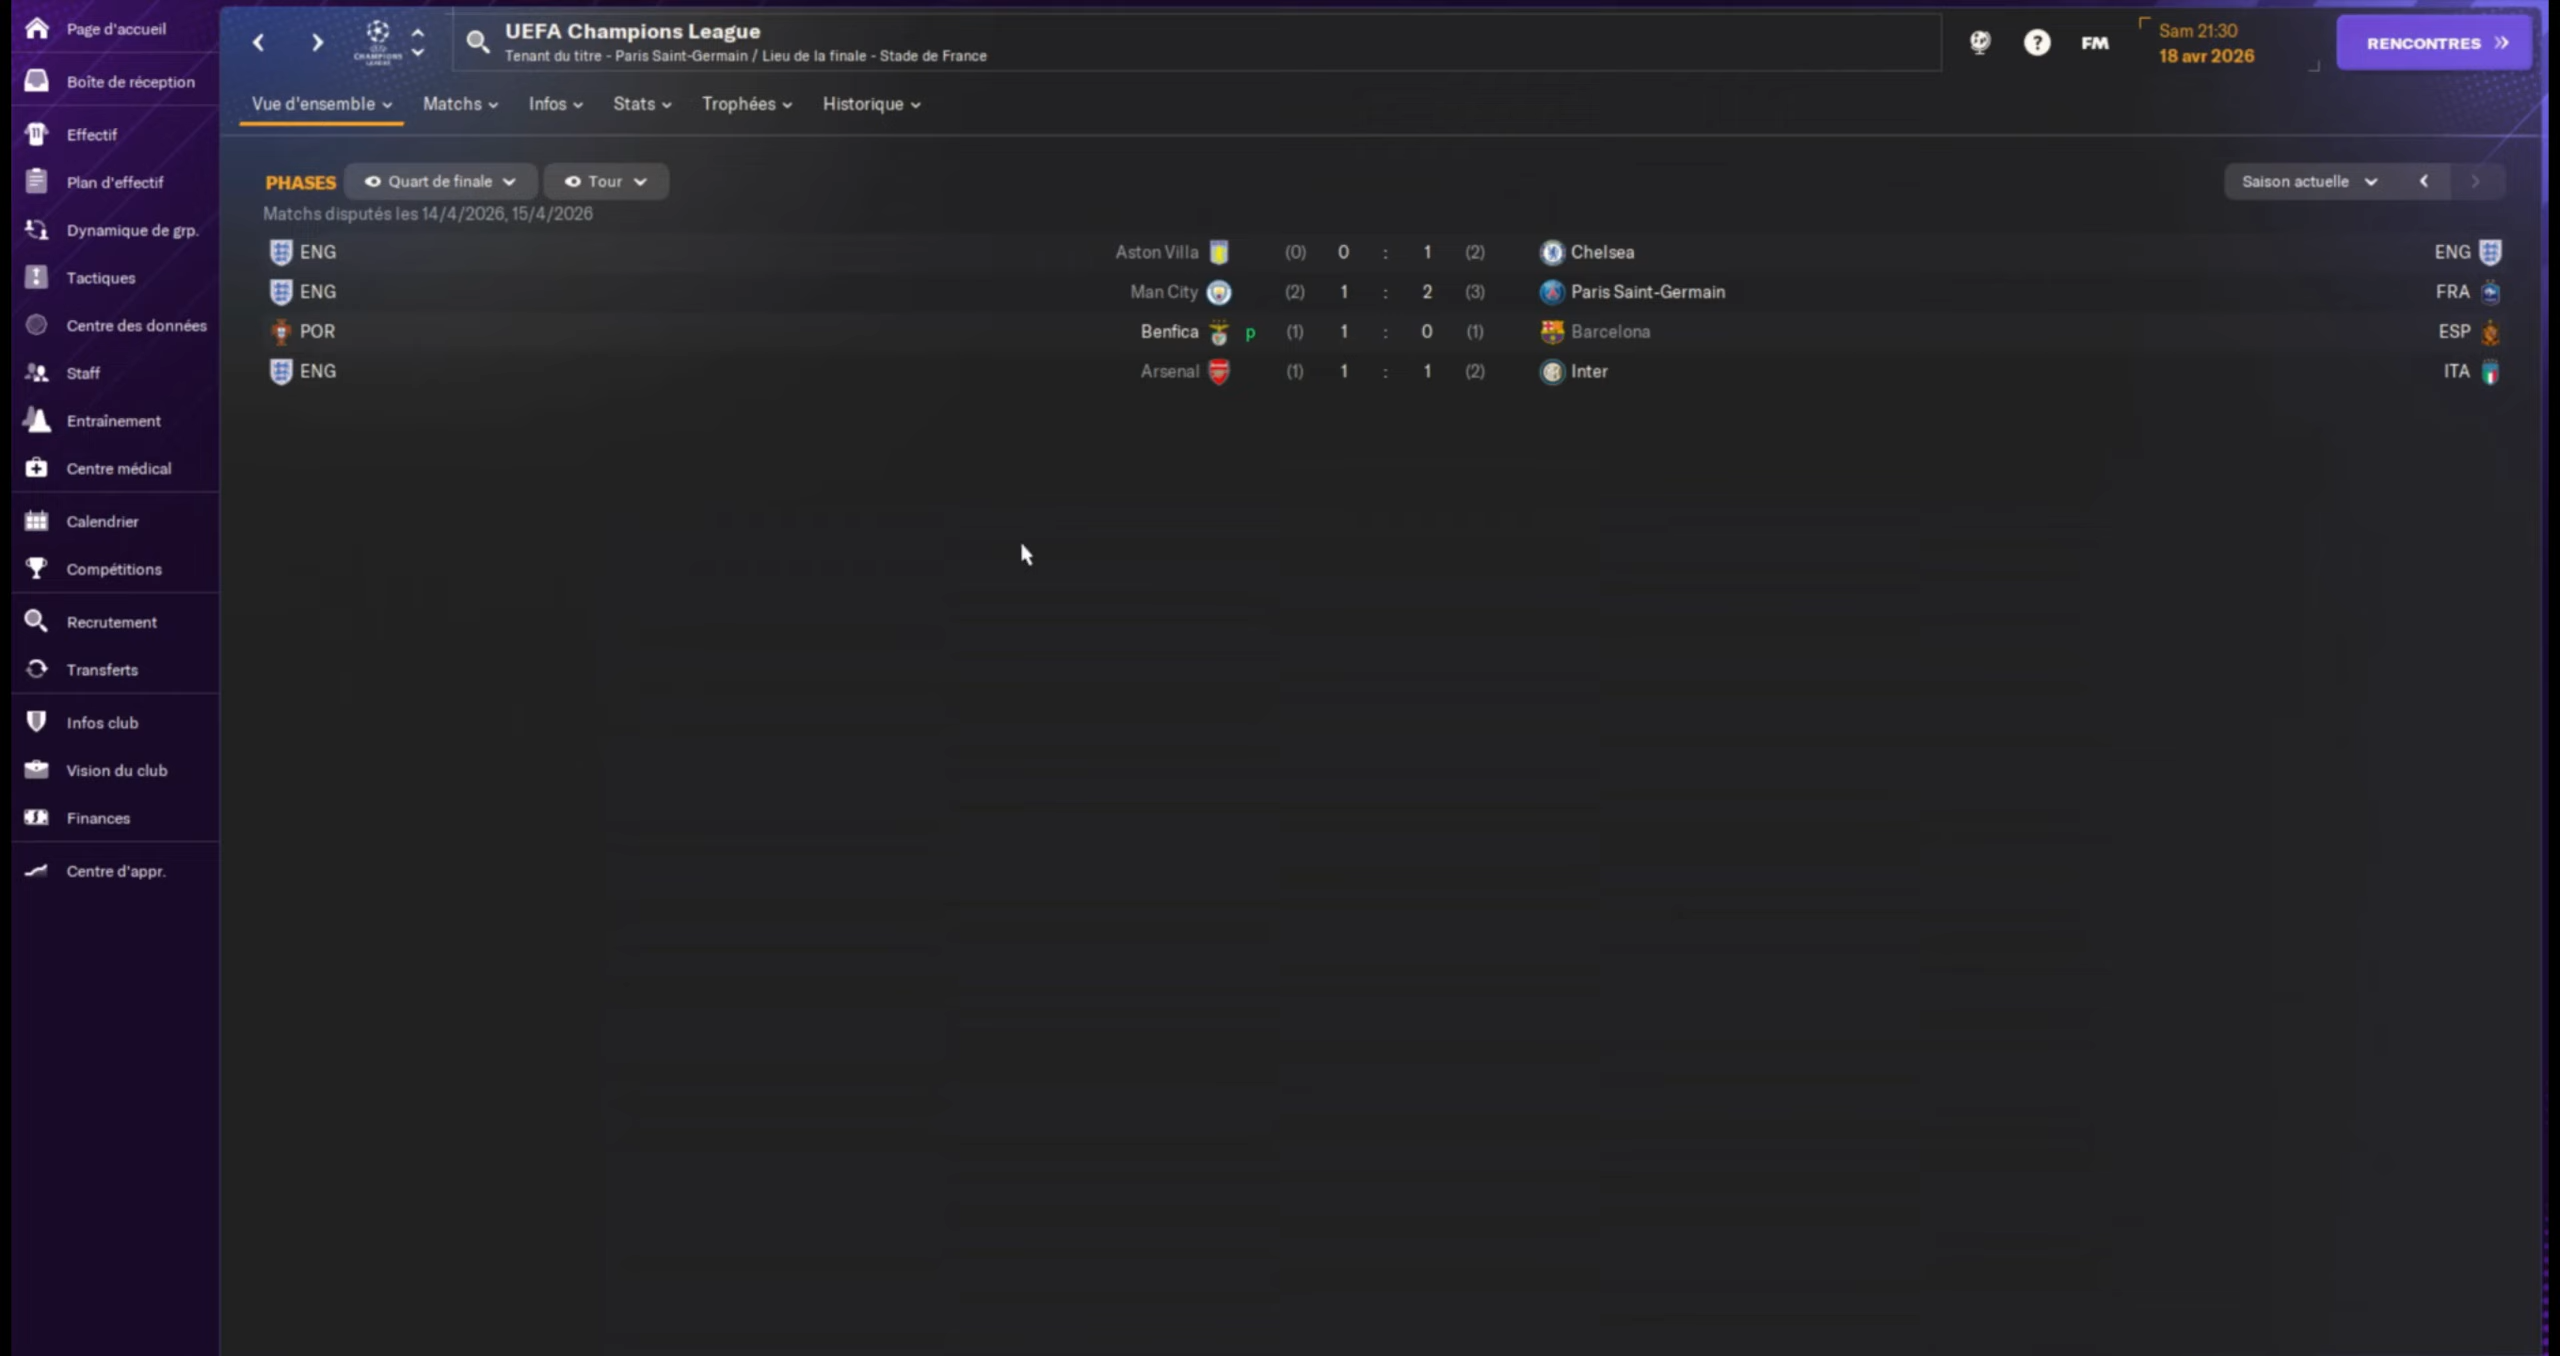 Page d'accueil
Boîte de réception
Effectif
Plan d'effectif
Dynamique de grp.
Tactiques
Centre des données
Staff
Entraînement
Centre médical
Calendrier
Compétitions
Recrutement
Transferts
Infos club
Vision du club
Finances
Centre d'appr.
CHAMPIONS LEAGUE
UEFA Champions League
Tenant du titre - Paris Saint-Germain / Lieu de la finale - Stade de France
FM
Sam 21:30
18 avr 2026
RENCONTRES
Vue d'ensemble Matchs Infos Stats Trophées Historique
PHASES Quart de finale Tour Saison actuelle
Matchs disputés les 14/4/2026, 15/4/2026
ENG Aston Villa (0) 0 : 1 (2) Chelsea ENG
ENG Man City (2) 1 : 2 (3) Paris Saint-Germain FRA
POR Benfica p (1) 1 : 0 (1) Barcelona ESP
ENG Arsenal (1) 1 : 1 (2) Inter ITA